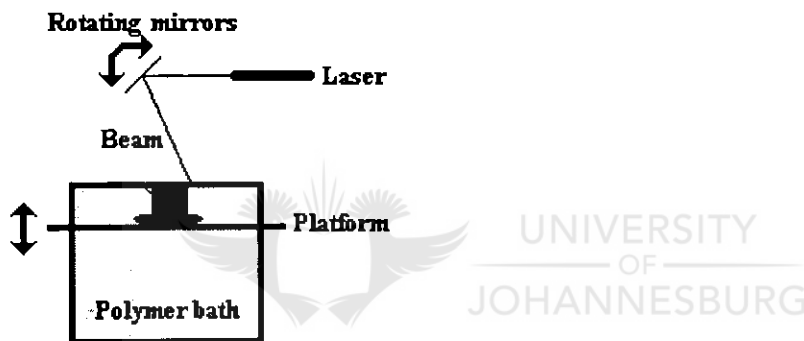 Rotating mirrors
Laser
Beam
Platform
Polymer bath
UNIVERSITY
OF
JOHANNESBURG